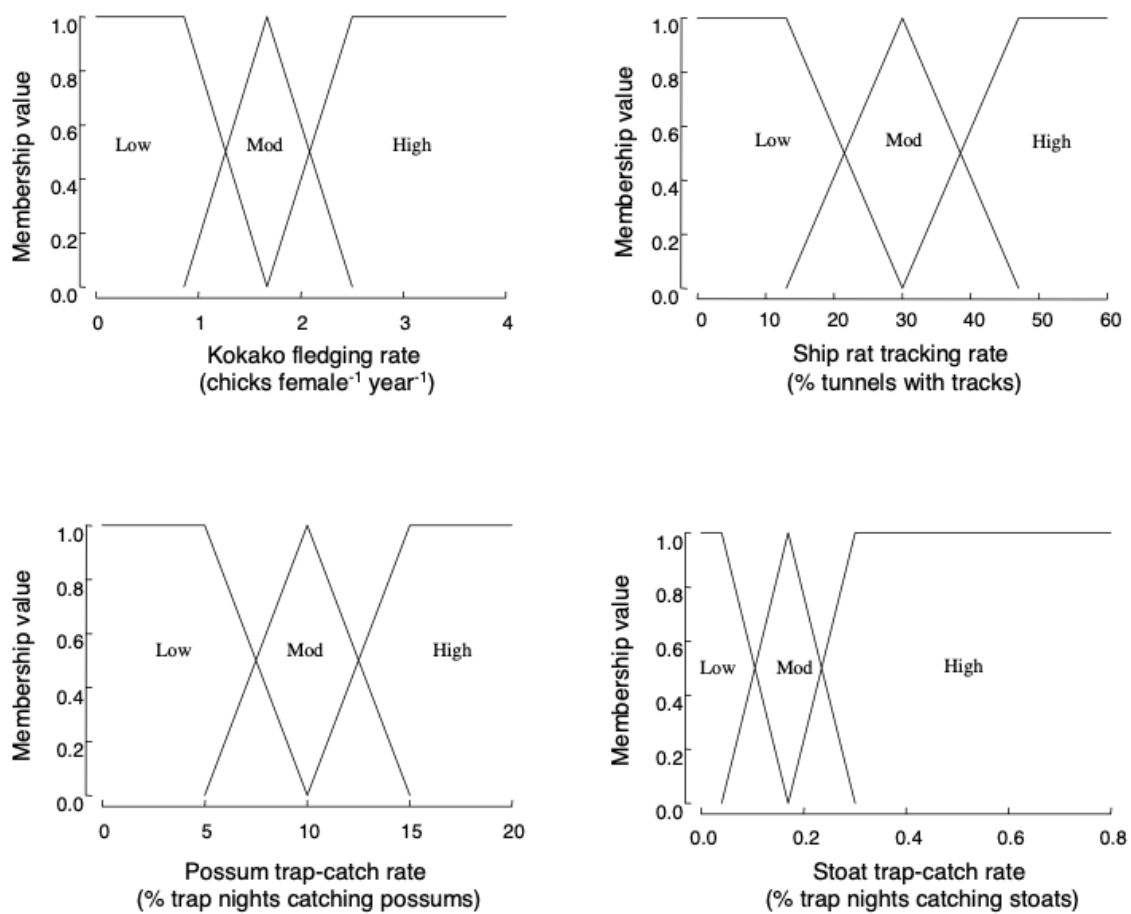 Membership value
1.0
0.8
0.6
0.4
0.2
0.0
Low
Mod
High
0 1 2 3 4
Kokako fledging rate
(chicks female⁻¹ year⁻¹)
Membership value
1.0
0.8
0.6
0.4
0.2
0.0
Low
Mod
High
0 10 20 30 40 50 60
Ship rat tracking rate
(% tunnels with tracks)
Membership value
1.0
0.8
0.6
0.4
0.2
0.0
Low
Mod
High
0 5 10 15 20
Possum trap-catch rate
(% trap nights catching possums)
Membership value
1.0
0.8
0.6
0.4
0.2
0.0
Low
Mod
High
0.0 0.2 0.4 0.6 0.8
Stoat trap-catch rate
(% trap nights catching stoats)